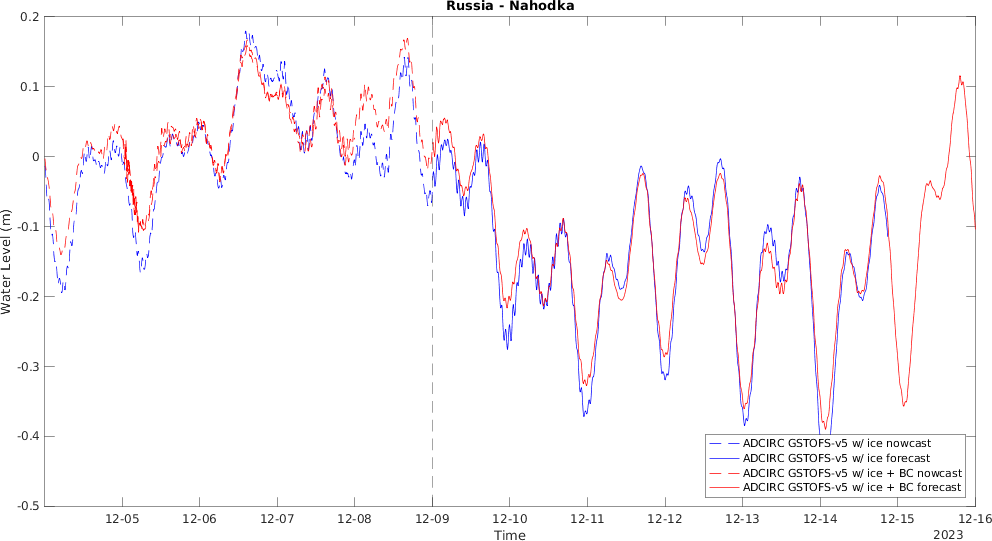 Russia - Nahodka
0.2
0.1
0
-0.1
-0.2
-0.3
-0.4
-0.5
Water Level (m)
ADCIRC GSTOFS-v5 w/ ice nowcast
ADCIRC GSTOFS-v5 w/ ice forecast
ADCIRC GSTOFS-v5 w/ ice + BC nowcast
ADCIRC GSTOFS-v5 w/ ice + BC forecast
12-05 12-06 12-07 12-08 12-09 12-10 12-11 12-12 12-13 12-14 12-15 12-16
Time
2023